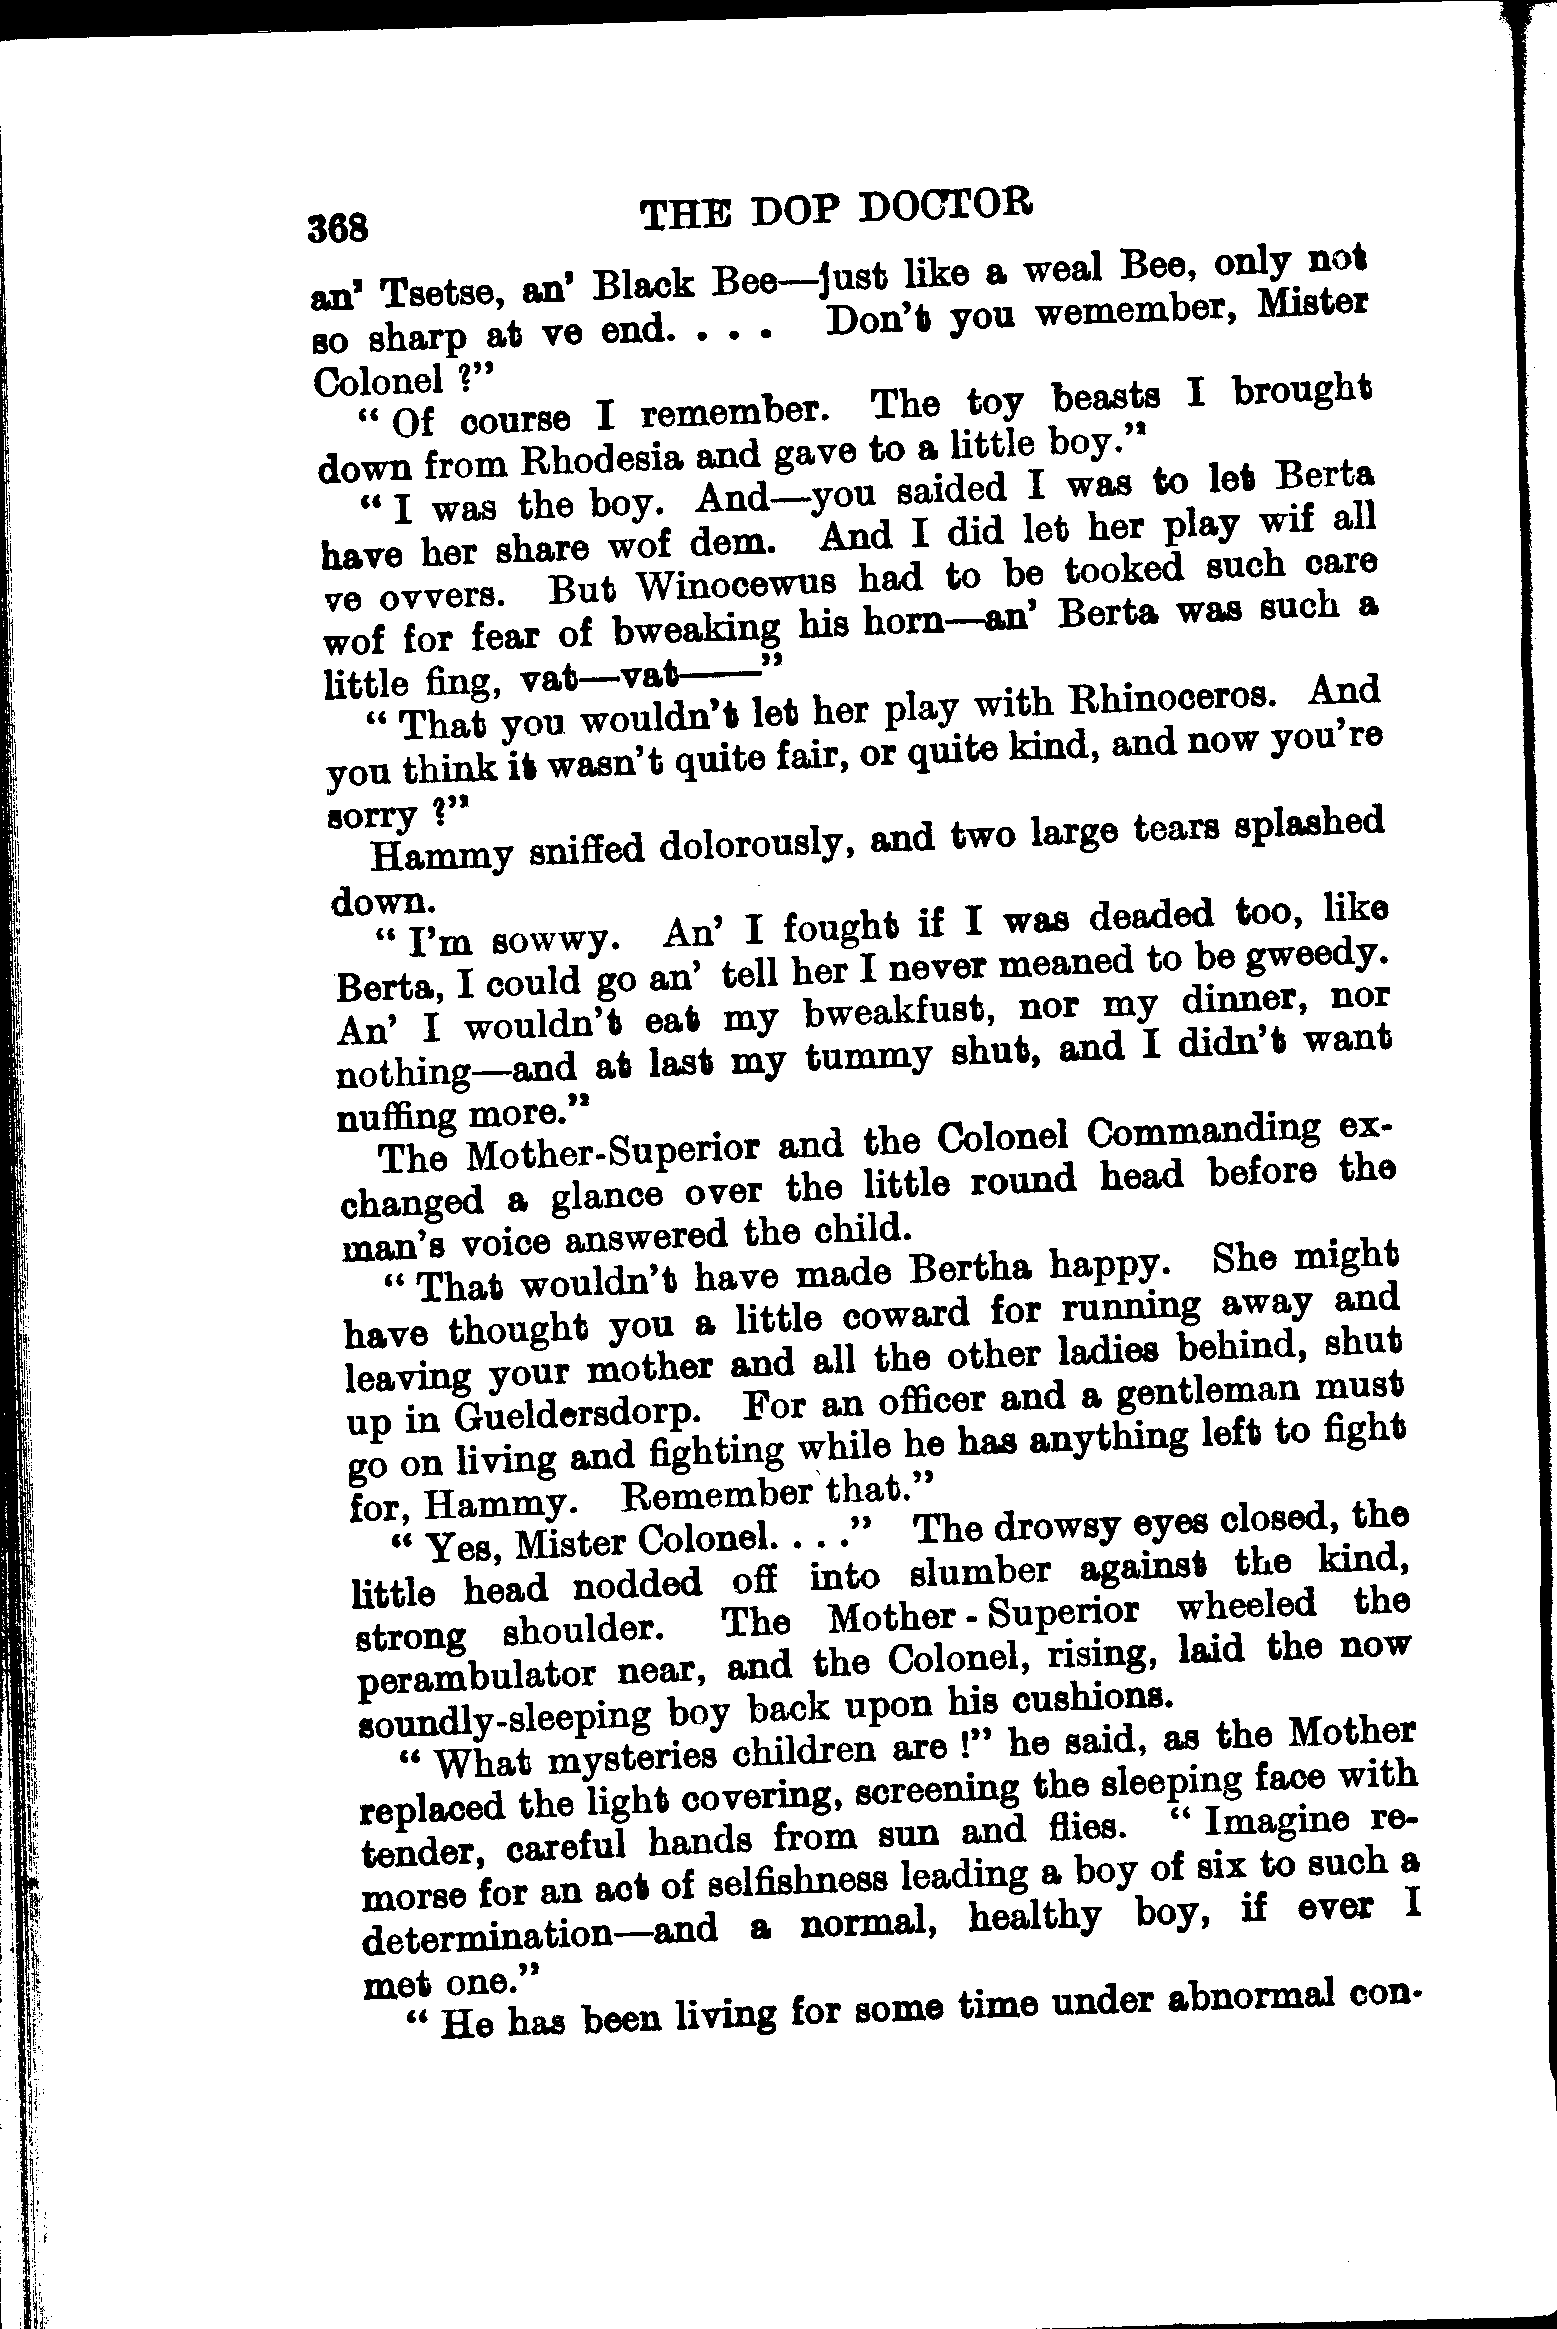 368 THE DOP DOCTOR
an' Tsetse, an' Black Bee—just like a weal Bee, only not
so sharp at ve end. . . . Don't you wemember, Mister
Colonel ?"
" Of course I remember. The toy beasts I brought
down from Rhodesia and gave to a little boy."
" I was the boy. And—you saided I was to let Berta
have her share wof dem. And I did let her play wif all
ve ovvers. But Winocewus had to be tooked such care
wof for fear of bweaking his horn—an' Berta was such a
little fing, vat—vat——"
" That you wouldn't let her play with Rhinoceros. And
you think it wasn't quite fair, or quite kind, and now you're
sorry ?"
Hammy sniffed dolorously, and two large tears splashed
down.
" I'm sowwy. An' I fought if I was deaded too, like
Berta, I could go an' tell her I never meaned to be gweedy.
An' I wouldn't eat my bweakfust, nor my dinner, nor
nothing—and at last my tummy shut, and I didn't want
nuffing more."
The Mother-Superior and the Colonel Commanding ex-
changed a glance over the little round head before the
man's voice answered the child.
" That wouldn't have made Bertha happy. She might
have thought you a little coward for running away and
leaving your mother and all the other ladies behind, shut
up in Gueldersdorp. For an officer and a gentleman must
go on living and fighting while he has anything left to fight
for, Hammy. Remember that."
" Yes, Mister Colonel. . . ." The drowsy eyes closed, the
little head nodded off into slumber against the kind,
strong shoulder. The Mother-Superior wheeled the
perambulator near, and the Colonel, rising, laid the now
soundly-sleeping boy back upon his cushions.
" What mysteries children are !" he said, as the Mother
replaced the light covering, screening the sleeping face with
tender, careful hands from sun and flies. " Imagine re-
morse for an act of selfishness leading a boy of six to such a
determination—and a normal, healthy boy, if ever I
met one."
" He has been living for some time under abnormal con-